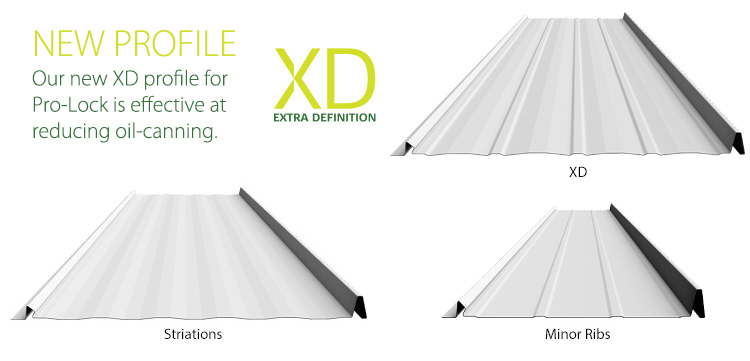 NEW PROFILE
Our new XD profile for
Pro-Lock is effective at
reducing oil-canning.
XD
EXTRA DEFINITION
XD
Striations
Minor Ribs